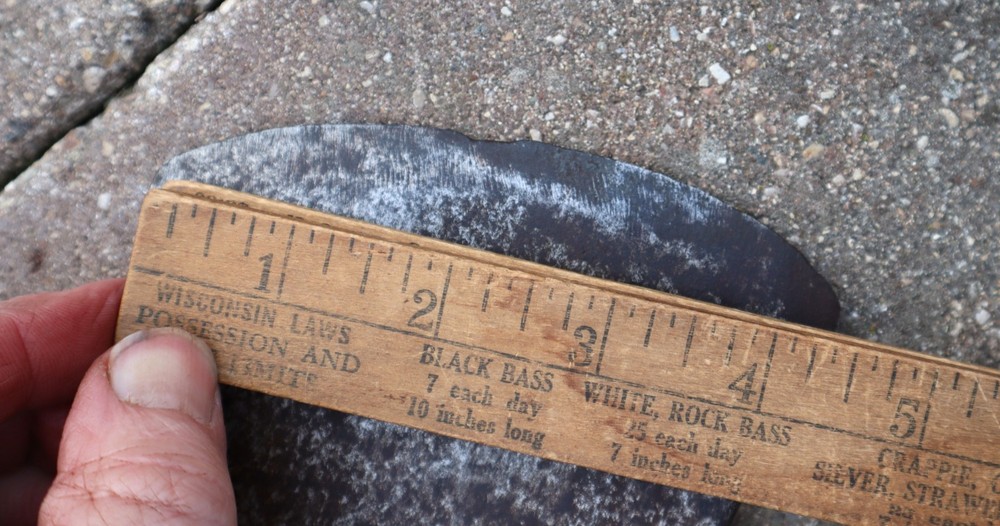 1
2
3
4
5
WISCONSIN LAWS
POSSESSION AND
BLACK BASS
7 each day
10 inches long
WHITE, ROCK BASS
25 each day
7 inches long
CRAPPIE,
SILVER, STRAW